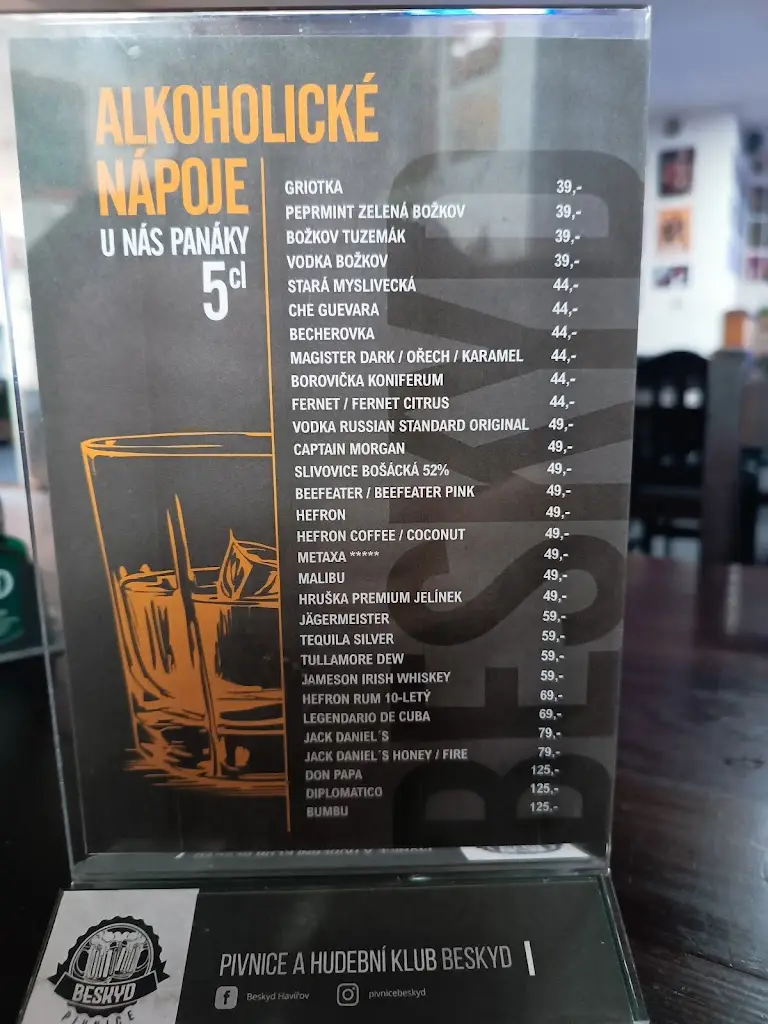 ALKOHOLICKÉ
NÁPOJE
U NÁS PANÁKY
5cl
GRIOTKA 39,-
PEPRMINT ZELENÁ BOŽKOV 39,-
BOŽKOV TUZEMÁK 39,-
VODKA BOŽKOV 39,-
STARÁ MYSLIVECKÁ 44,-
CHE GUEVARA 44,-
BECHEROVKA 44,-
MAGISTER DARK / OŘECH / KARAMEL 44,-
BOROVIČKA KONIFERUM 44,-
FERNET / FERNET CITRUS 44,-
VODKA RUSSIAN STANDARD ORIGINAL 49,-
CAPTAIN MORGAN 49,-
SLIVOVICE BOŠÁCKÁ 52% 49,-
BEEFEATER / BEEFEATER PINK 49,-
HEFRON 49,-
HEFRON COFFEE / COCONUT 49,-
METAXA ***** 49,-
MALIBU 49,-
HRUŠKA PREMIUM JELÍNEK 49,-
JÄGERMEISTER 59,-
TEQUILA SILVER 59,-
TULLAMORE DEW 59,-
JAMESON IRISH WHISKEY 59,-
HEFRON RUM 10-LETÝ 69,-
LEGENDARIO DE CUBA 69,-
JACK DANIEL´S 79,-
JACK DANIEL´S HONEY / FIRE 79,-
DON PAPA 125,-
DIPLOMATICO 125,-
BUMBU 125,-
BESKYD
PIVNICE A HUDEBNÍ KLUB BESKYD
Beskyd Havířov
pivnicebeskyd
BESKYD
PIVNICE